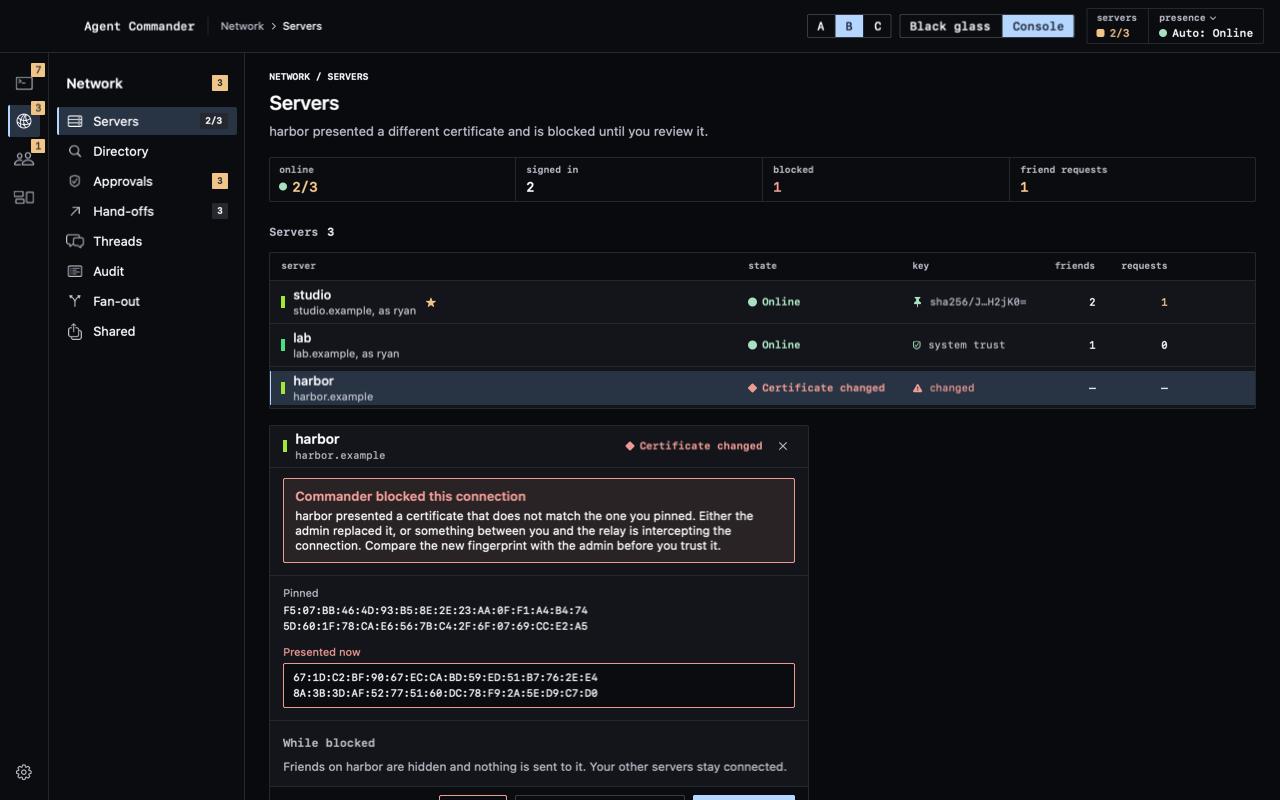 Agent Commander
Network > Servers
A B C
Black glass Console
servers
2/3
presence
Auto: Online
7
3
1
Network 3
Servers 2/3
Directory
Approvals 3
Hand-offs 3
Threads
Audit
Fan-out
Shared
NETWORK / SERVERS
Servers
harbor presented a different certificate and is blocked until you review it.
online
2/3
signed in
2
blocked
1
friend requests
1
Servers 3
server state key friends requests
studio
studio.example, as ryan
Online sha256/J…H2jK0= 2 1
lab
lab.example, as ryan
Online system trust 1 0
harbor
harbor.example
Certificate changed changed — —
harbor
harbor.example
Certificate changed
Commander blocked this connection
harbor presented a certificate that does not match the one you pinned. Either the
admin replaced it, or something between you and the relay is intercepting the
connection. Compare the new fingerprint with the admin before you trust it.
Pinned
F5:07:BB:46:4D:93:B5:8E:2E:23:AA:0F:F1:A4:B4:74
5D:60:1F:78:CA:E6:56:7B:C4:2F:6F:07:69:CC:E2:A5
Presented now
67:1D:C2:BF:90:67:EC:CA:BD:59:ED:51:B7:76:2E:E4
8A:3B:3D:AF:52:77:51:60:DC:78:F9:2A:5E:D9:C7:D0
While blocked
Friends on harbor are hidden and nothing is sent to it. Your other servers stay connected.